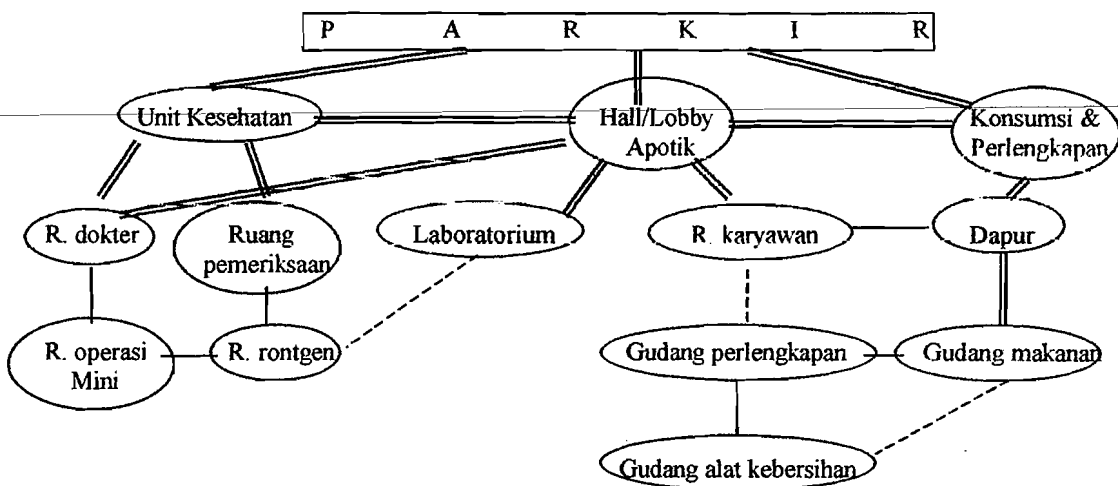 P A R K I R
Unit Kesehatan
Hall/Lobby
Apotik
Konsumsi &
Perlengkapan
R. dokter
Ruang
pemeriksaan
Laboratorium
R. karyawan
Dapur
R. operasi
Mini
R. rontgen
Gudang perlengkapan
Gudang makanan
Gudang alat kebersihan